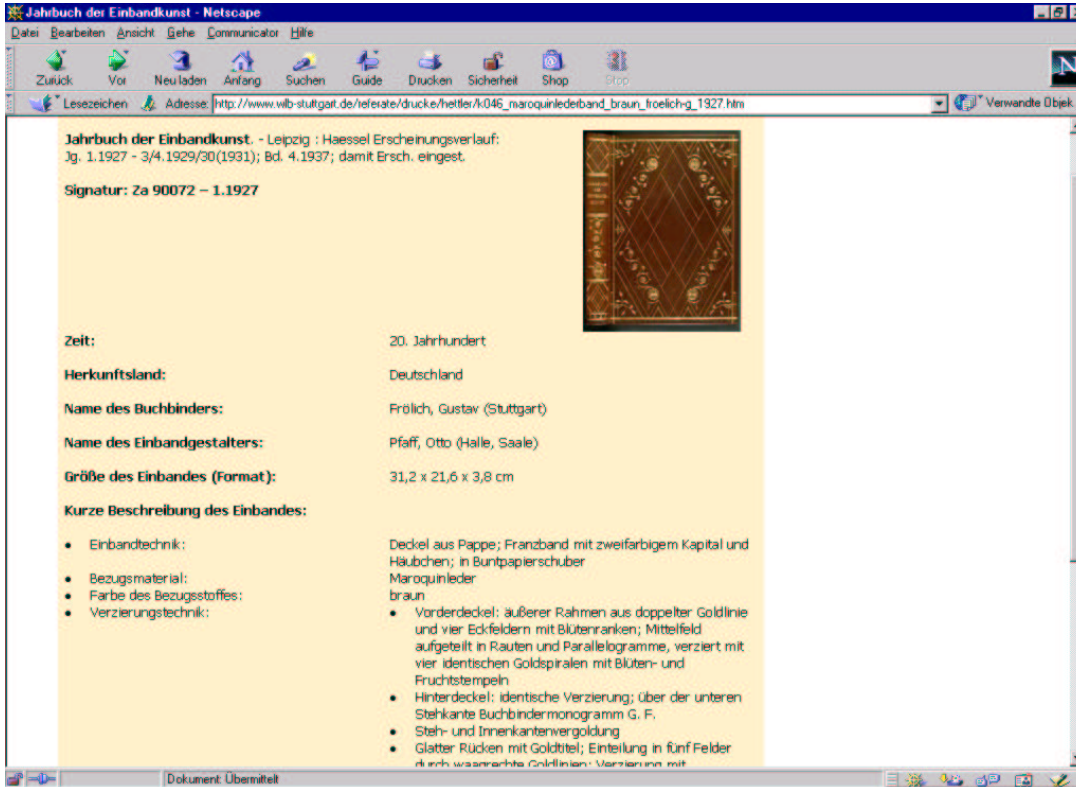 Jahrbuch der Einbandkunst - Netscape
Datei Bearbeiten Ansicht Gehe Communicator Hilfe
Zurück Vor Neu laden Anfang Suchen Guide Drucken Sicherheit Shop Stop
N
Lesezeichen Adresse: http://www.wlb-stuttgart.de/referate/drucke/hettler/k046_maroquinlederband_braun_froelich-g_1927.htm Verwandte Objek
Jahrbuch der Einbandkunst. - Leipzig : Haessel Erscheinungsverlauf:
Jg. 1.1927 - 3/4.1929/30(1931); Bd. 4.1937; damit Ersch. eingest.
Signatur: Za 90072 – 1.1927
Zeit: 20. Jahrhundert
Herkunftsland: Deutschland
Name des Buchbinders: Frölich, Gustav (Stuttgart)
Name des Einbandgestalters: Pfaff, Otto (Halle, Saale)
Größe des Einbandes (Format): 31,2 x 21,6 x 3,8 cm
Kurze Beschreibung des Einbandes:
• Einbandtechnik: Deckel aus Pappe; Franzband mit zweifarbigem Kapital und
Häubchen; in Buntpapierschuber
• Bezugsmaterial: Maroquinleder
• Farbe des Bezugsstoffes: braun
• Verzierungstechnik: • Vorderdeckel: äußerer Rahmen aus doppelter Goldlinie
und vier Eckfeldern mit Blütenranken; Mittelfeld
aufgeteilt in Rauten und Parallelogramme, verziert mit
vier identischen Goldspiralen mit Blüten- und
Fruchtstempeln
• Hinterdeckel: identische Verzierung; über der unteren
Stehkante Buchbindermonogramm G. F.
• Steh- und Innenkantenvergoldung
• Glatter Rücken mit Goldtitel; Einteilung in fünf Felder
durch waagrechte Goldlinien; Verzierung mit
Dokument: Übermittelt